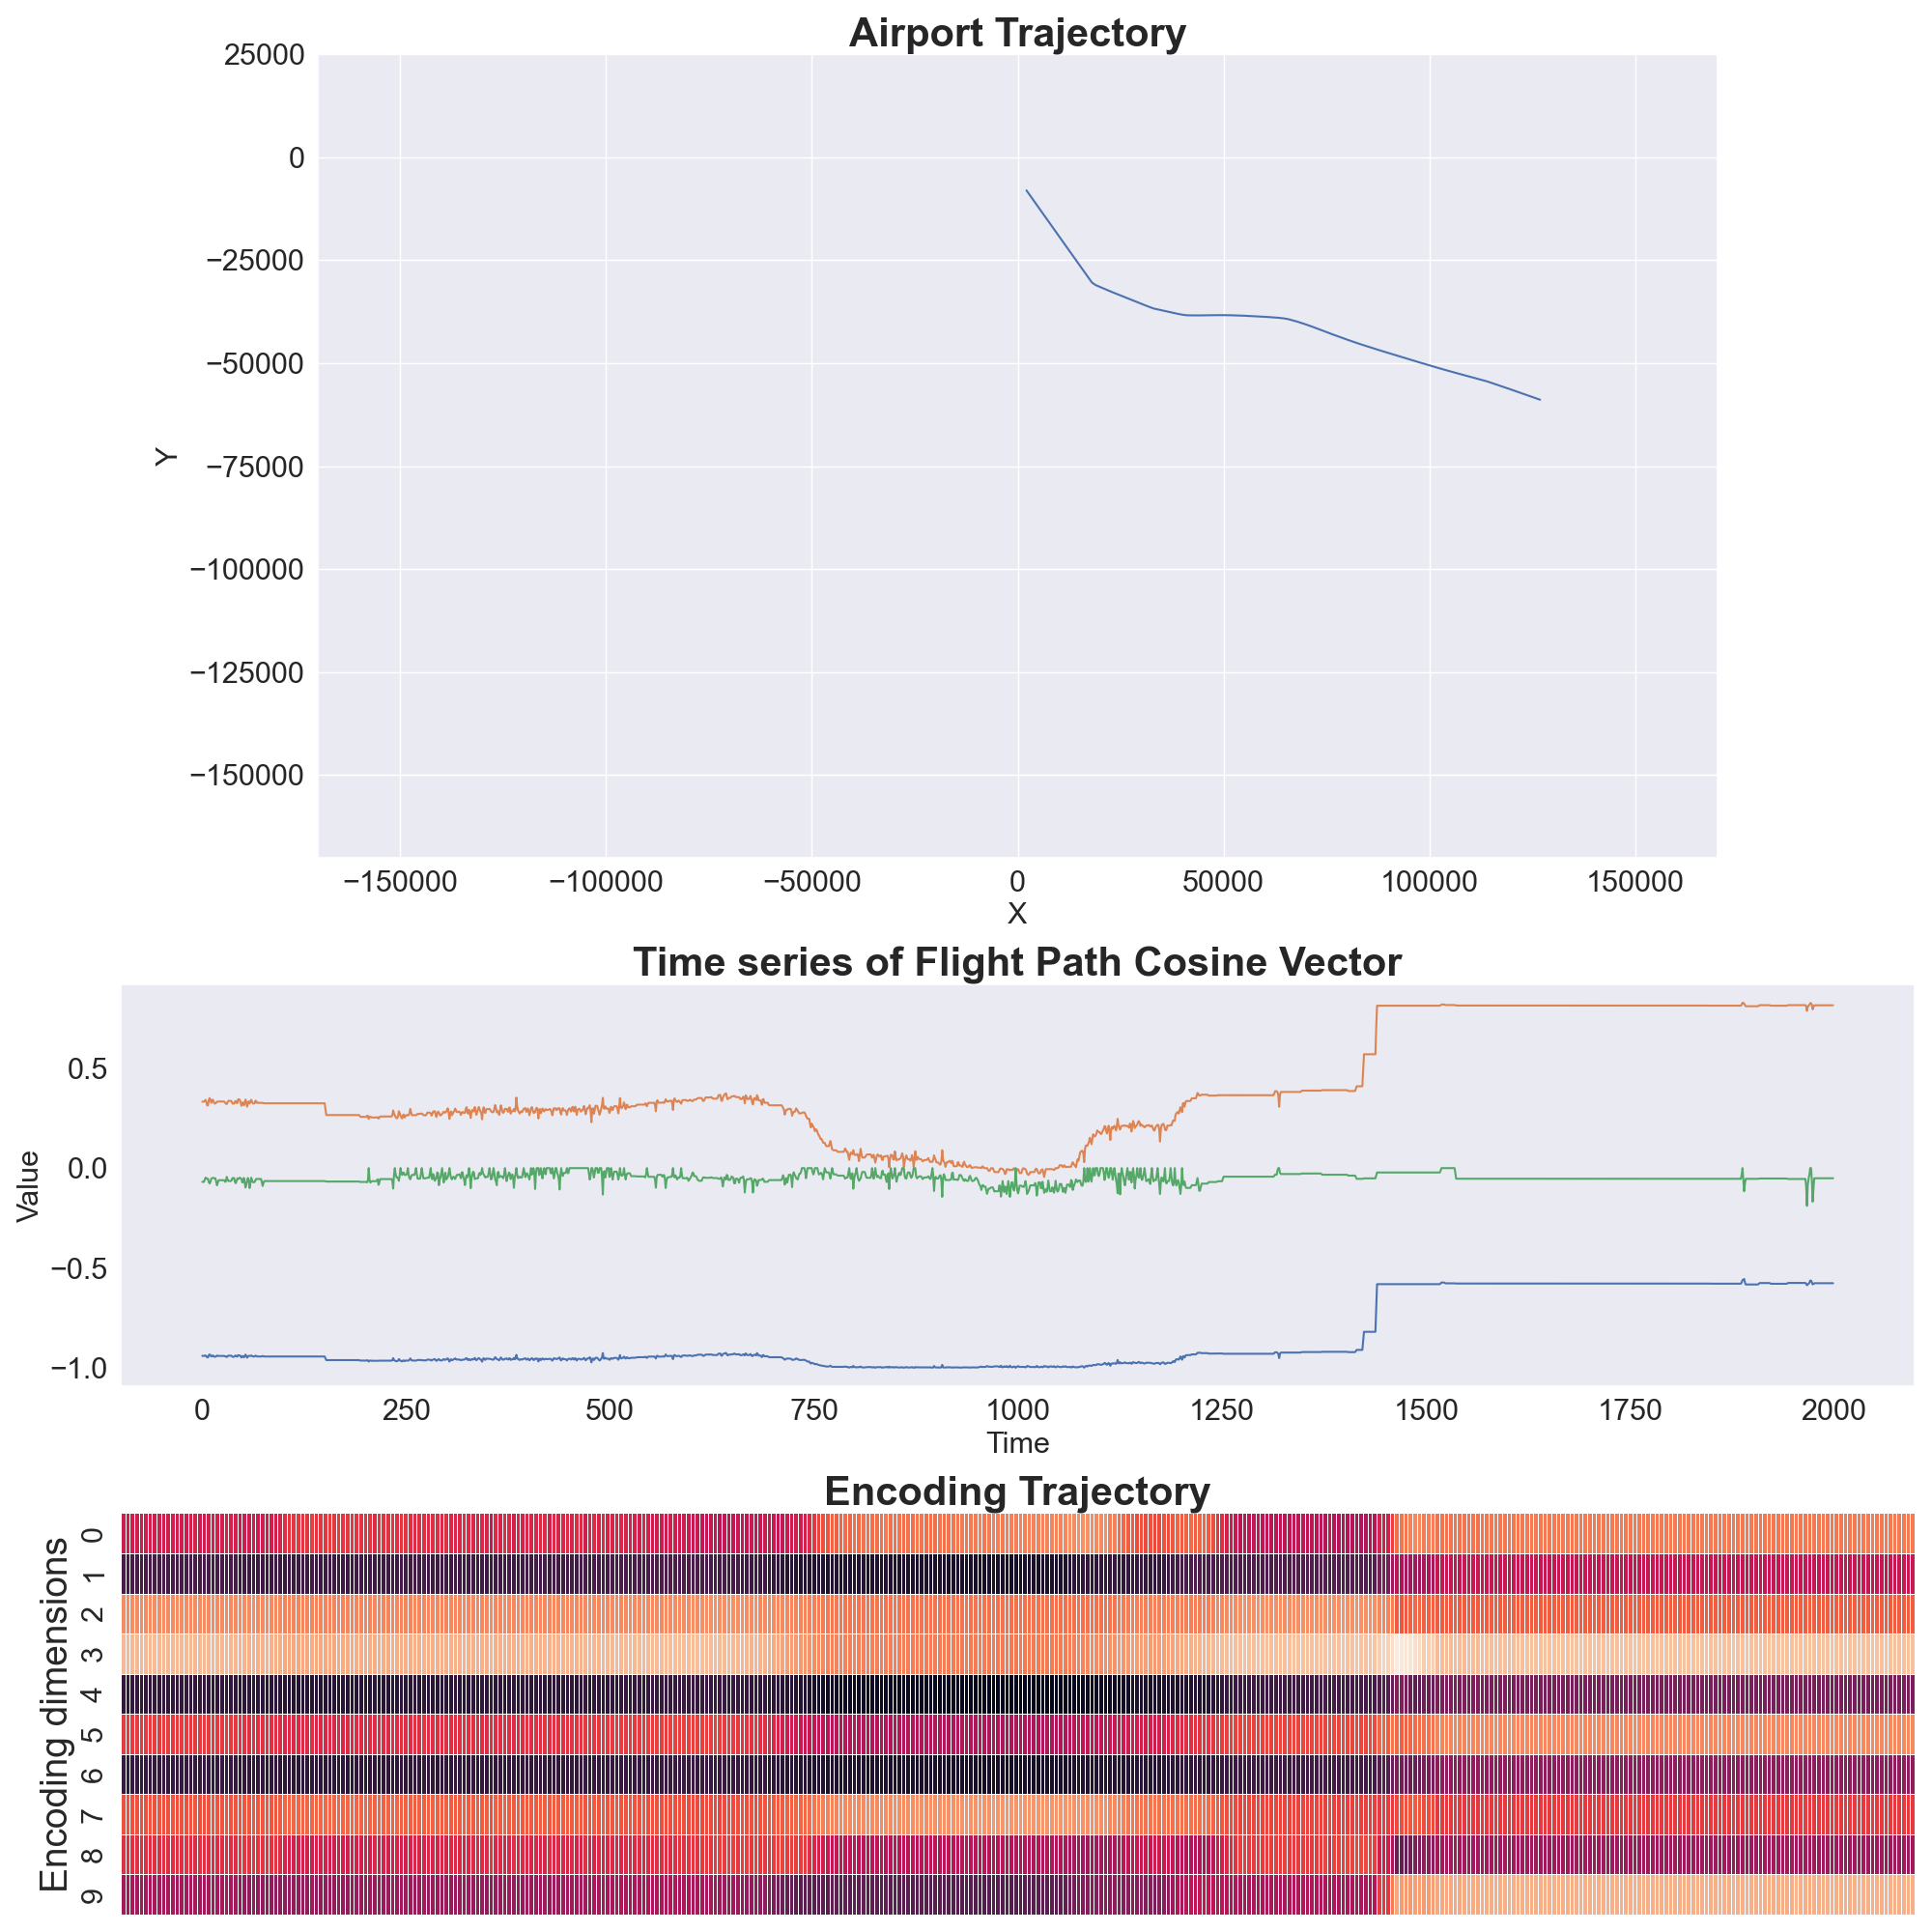 Airport Trajectory
25000
0
−25000
−50000
−75000
−100000
−125000
−150000
Y
−150000 −100000 −50000 0 50000 100000 150000
X
Time series of Flight Path Cosine Vector
0.5
0.0
−0.5
−1.0
Value
0 250 500 750 1000 1250 1500 1750 2000
Time
Encoding Trajectory
0
1
2
3
4
5
6
7
8
9
Encoding dimensions